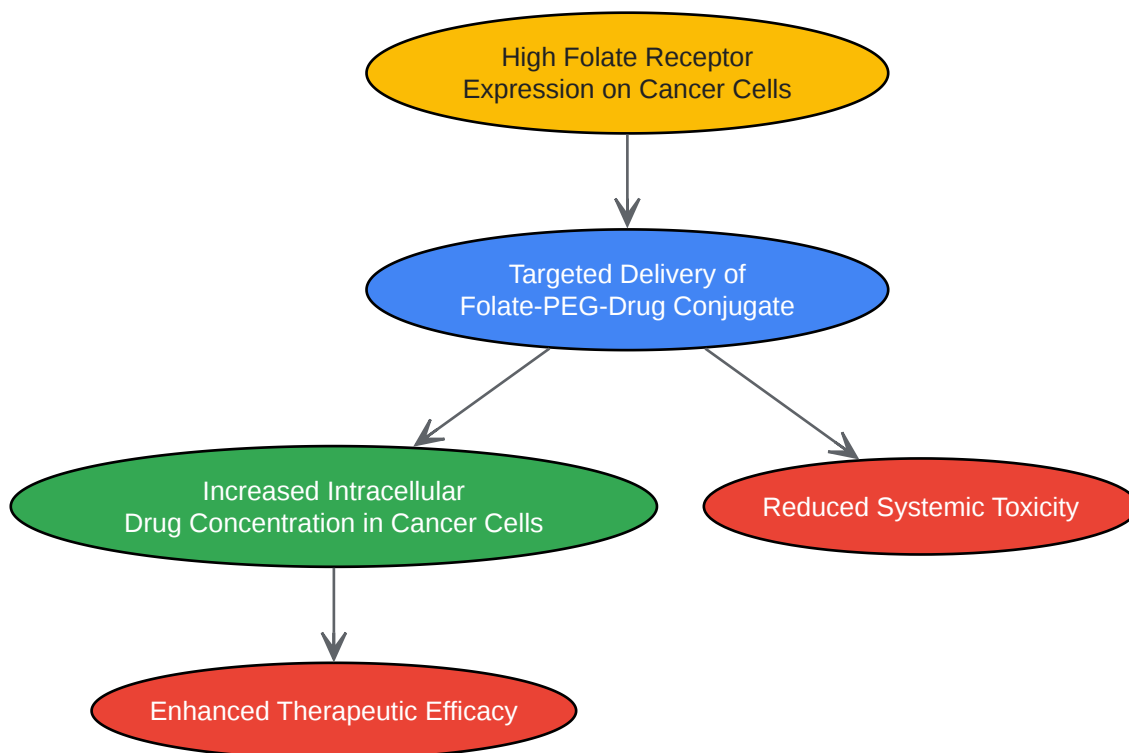 High Folate Receptor
Expression on Cancer Cells
Targeted Delivery of
Folate-PEG-Drug Conjugate
Increased Intracellular
Drug Concentration in Cancer Cells
Reduced Systemic Toxicity
Enhanced Therapeutic Efficacy